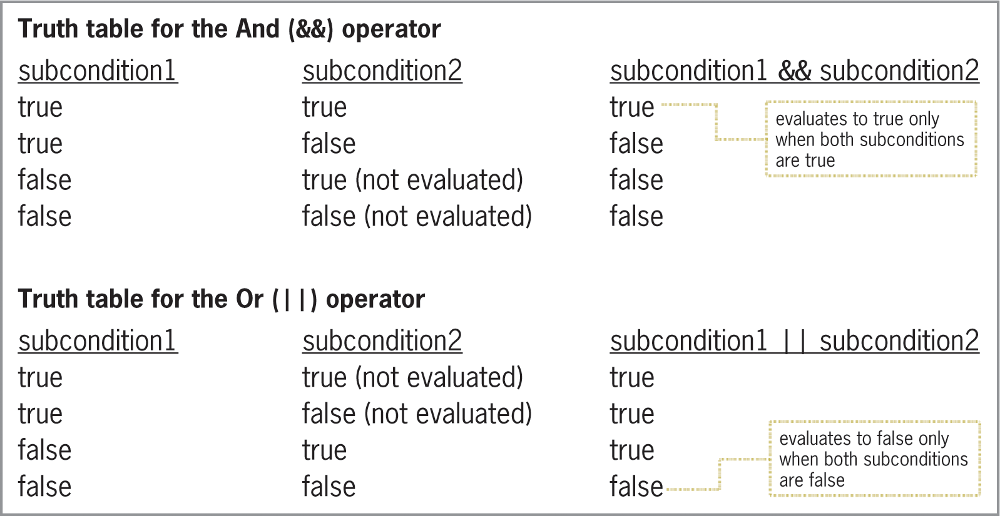 Truth table for the And (&&) operator
subcondition1 subcondition2 subcondition1 && subcondition2
true true true
true false false
false true (not evaluated) false
false false (not evaluated) false
evaluates to true only
when both subconditions
are true
Truth table for the Or (||) operator
subcondition1 subcondition2 subcondition1 || subcondition2
true true (not evaluated) true
true false (not evaluated) true
false true true
false false false
evaluates to false only
when both subconditions
are false